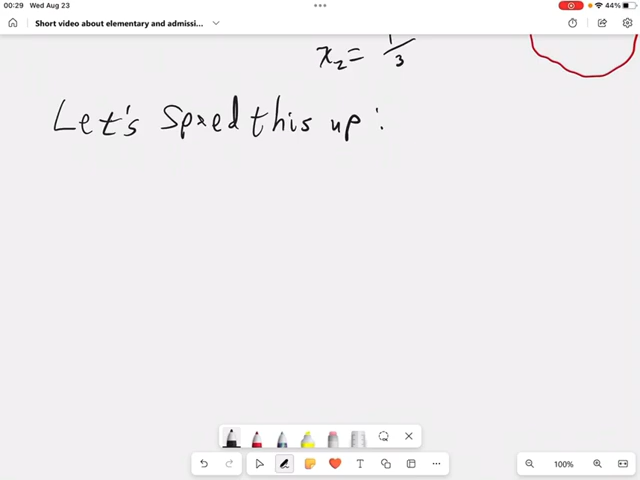 00:29 Wed Aug 23
44%
Short video about elementary and admissi...
x₂ = 1/3
Let's Speed this up:
T
100%